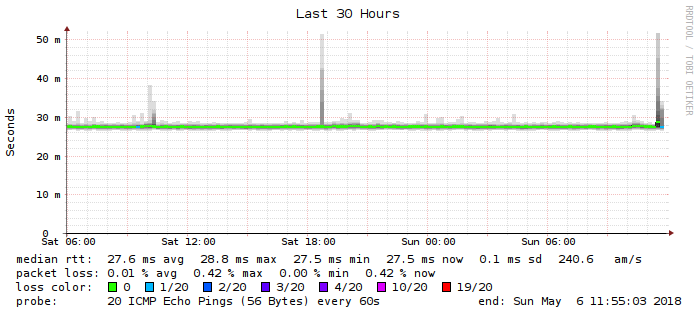 Last 30 Hours
RRDTOOL / TOBI OETIKER
Seconds
50 m
40 m
30 m
20 m
10 m
0
Sat 06:00 Sat 12:00 Sat 18:00 Sun 00:00 Sun 06:00
median rtt: 27.6 ms avg 28.8 ms max 27.5 ms min 27.5 ms now 0.1 ms sd 240.6 am/s
packet loss: 0.01 % avg 0.42 % max 0.00 % min 0.42 % now
loss color: 0 1/20 2/20 3/20 4/20 10/20 19/20
probe: 20 ICMP Echo Pings (56 Bytes) every 60s end: Sun May 6 11:55:03 2018